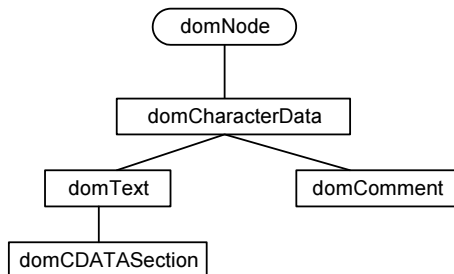 domNode
domCharacterData
domText
domComment
domCDATASection